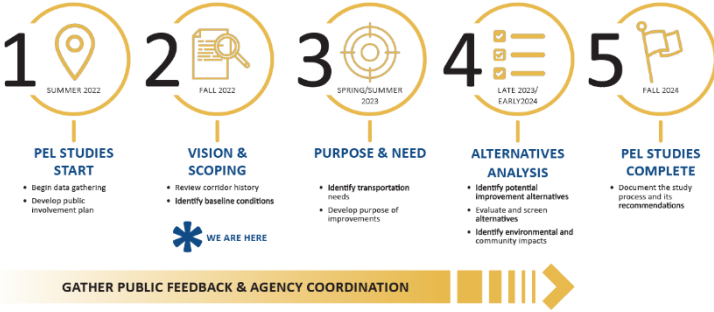 1
SUMMER 2022
PEL STUDIES
START
• Begin data gathering
• Develop public
involvement plan
2
FALL 2022
VISION &
SCOPING
• Review corridor history
• Identify baseline conditions
WE ARE HERE
3
SPRING/SUMMER
2023
PURPOSE & NEED
• Identify transportation
needs
• Develop purpose of
improvements
4
LATE 2023/
EARLY2024
ALTERNATIVES
ANALYSIS
• Identify potential
improvement alternatives
• Evaluate and screen
alternatives
• Identify environmental and
community impacts
5
FALL 2024
PEL STUDIES
COMPLETE
• Document the study
process and its
recommendations
GATHER PUBLIC FEEDBACK & AGENCY COORDINATION